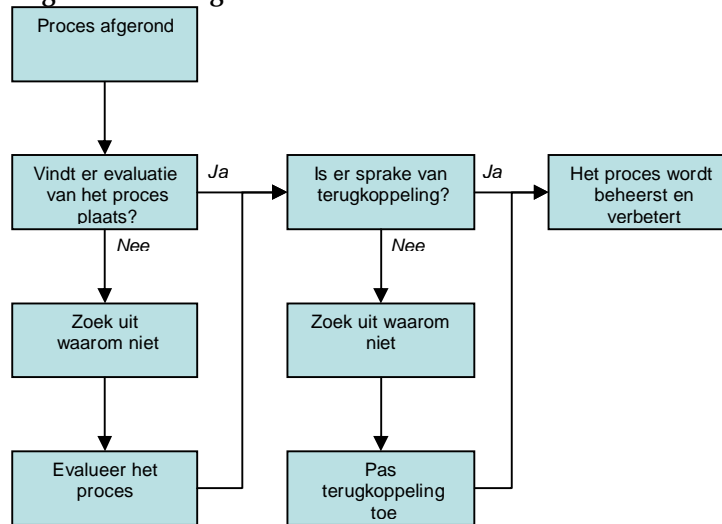 Proces afgerond
Vindt er evaluatie
van het proces
plaats?
Ja
Is er sprake van
terugkoppeling?
Ja
Het proces wordt
beheerst en
verbetert
Nee
Nee
Zoek uit
waarom niet
Zoek uit waarom
niet
Evalueer het
proces
Pas
terugkoppeling
toe